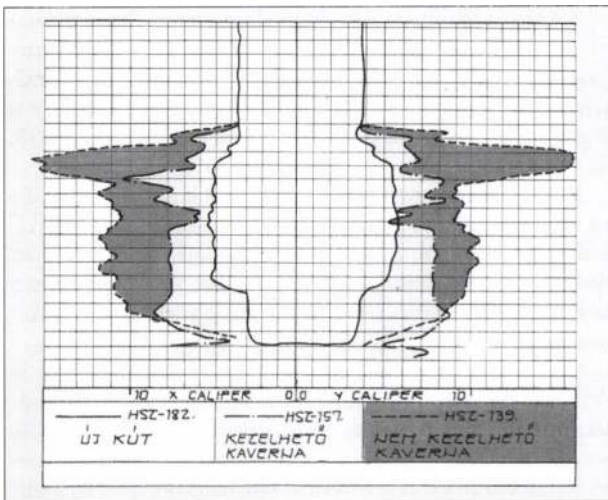 10 X CALIPER 0.0 Y CALIPER 10
HSZ-182.
ÚJ KÚT
HSZ-157.
KEZELHETŐ
KAVERNA
HSZ-139.
NEM KEZELHETŐ
KAVERNA